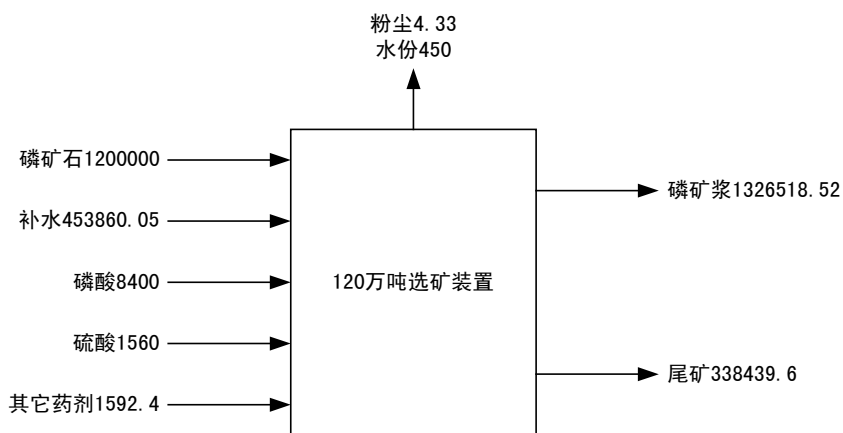 粉尘4.33
水份450
磷矿石1200000
补水453860.05
磷酸8400
硫酸1560
其它药剂1592.4
120万吨选矿装置
磷矿浆1326518.52
尾矿338439.6